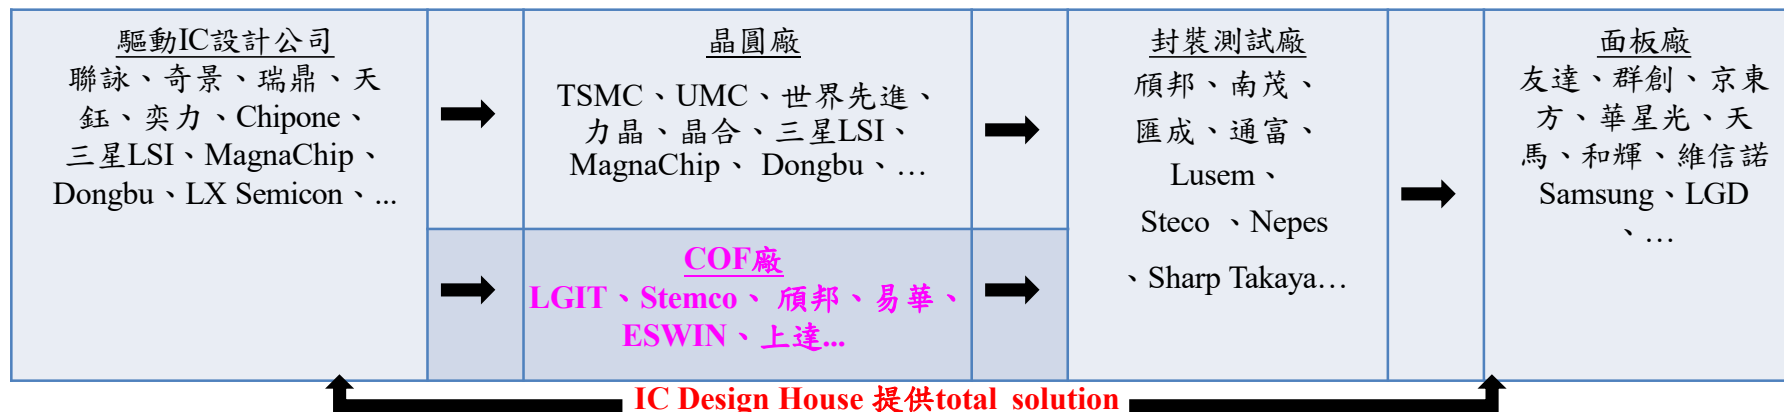 驅動IC設計公司
聯詠、奇景、瑞鼎、天
鈺、奕力、Chipone、
三星LSI、MagnaChip、
Dongbu、LX Semicon、...
晶圓廠
TSMC、UMC、世界先進、
力晶、晶合、三星LSI、
MagnaChip、 Dongbu、…
COF廠
LGIT、Stemco、 頎邦、易華、
ESWIN、上達...
封裝測試廠
頎邦、南茂、
匯成、通富、
Lusem、
Steco 、Nepes
、Sharp Takaya…
面板廠
友達、群創、京東
方、華星光、天
馬、和輝、維信諾
Samsung、LGD
、…
IC Design House 提供total solution